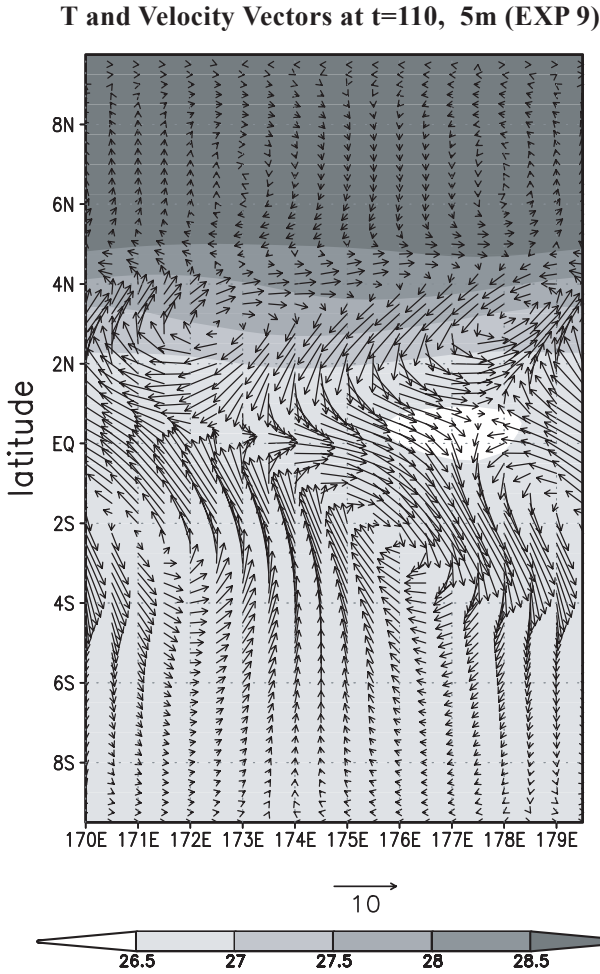 T and Velocity Vectors at t=110, 5m (EXP 9)
8N
6N
4N
2N
EQ
2S
4S
6S
8S
latitude
170E 171E 172E 173E 174E 175E 176E 177E 178E 179E
10
26.5 27 27.5 28 28.5